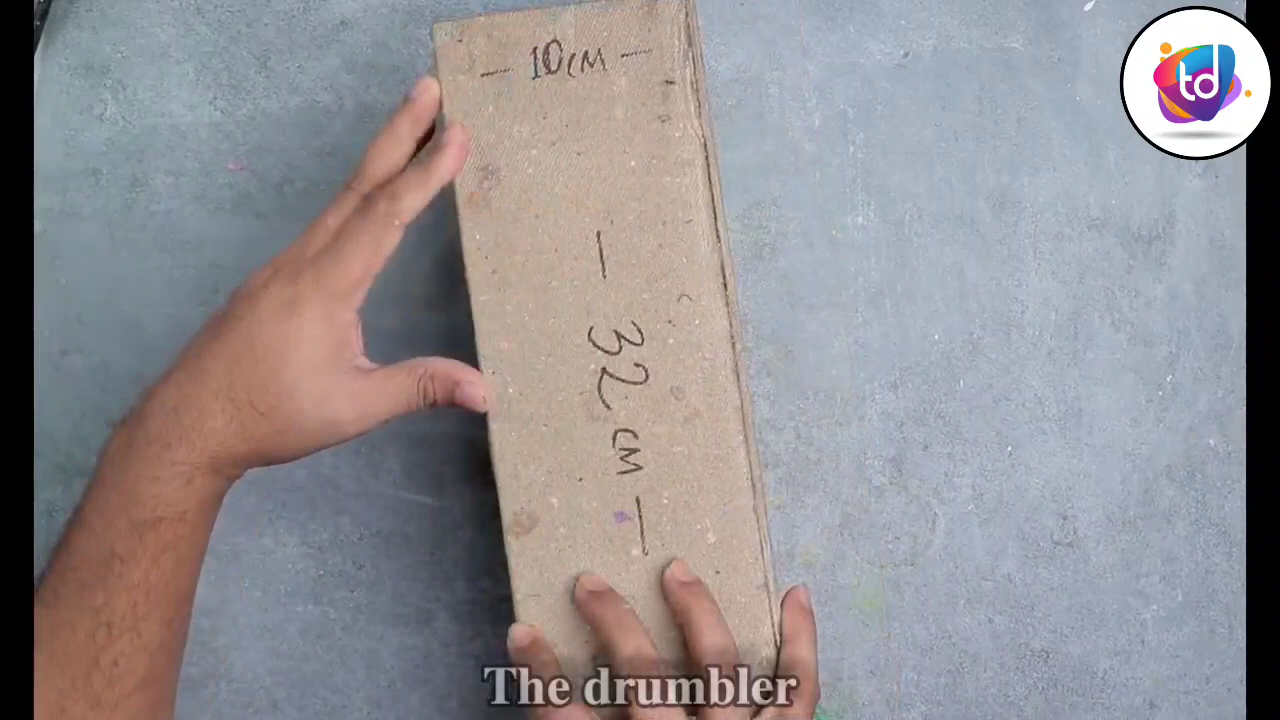 – 10cm –
– 32 cm –
td
The drumbler